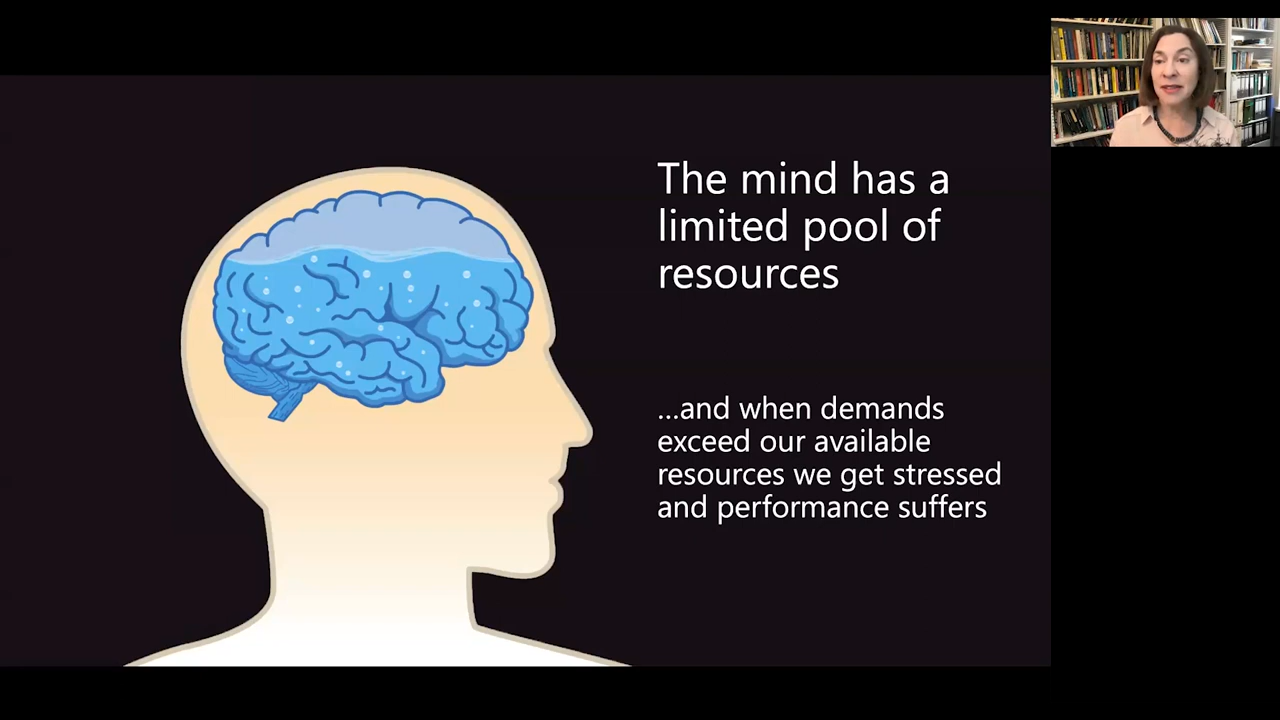 The mind has a
limited pool of
resources
...and when demands
exceed our available
resources we get stressed
and performance suffers